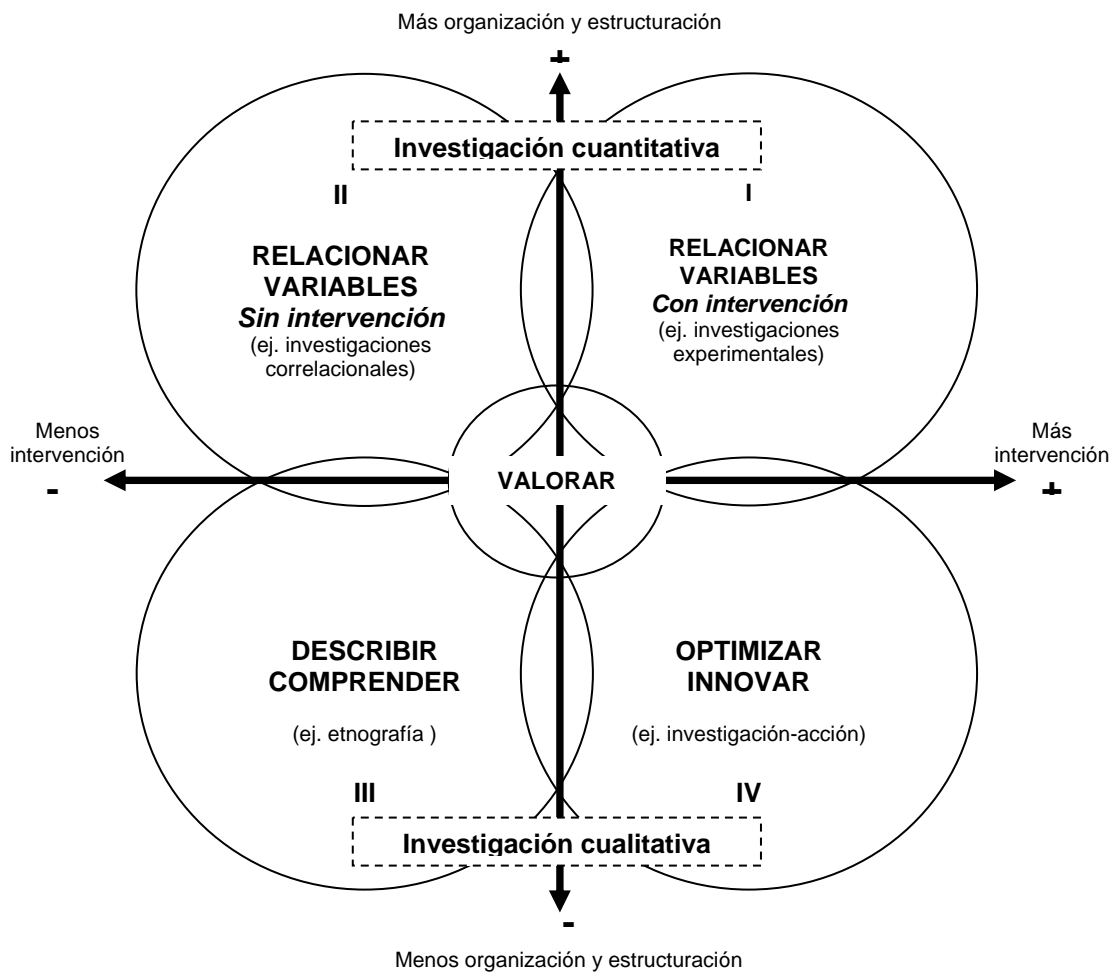 Más organización y estructuración
+
Investigación cuantitativa
II
I
RELACIONAR
VARIABLES
Sin intervención
(ej. investigaciones
correlacionales)
RELACIONAR
VARIABLES
Con intervención
(ej. investigaciones
experimentales)
Menos
intervención
-
VALORAR
Más
intervención
+
DESCRIBIR
COMPRENDER
(ej. etnografía )
OPTIMIZAR
INNOVAR
(ej. investigación-acción)
III
IV
Investigación cualitativa
-
Menos organización y estructuración